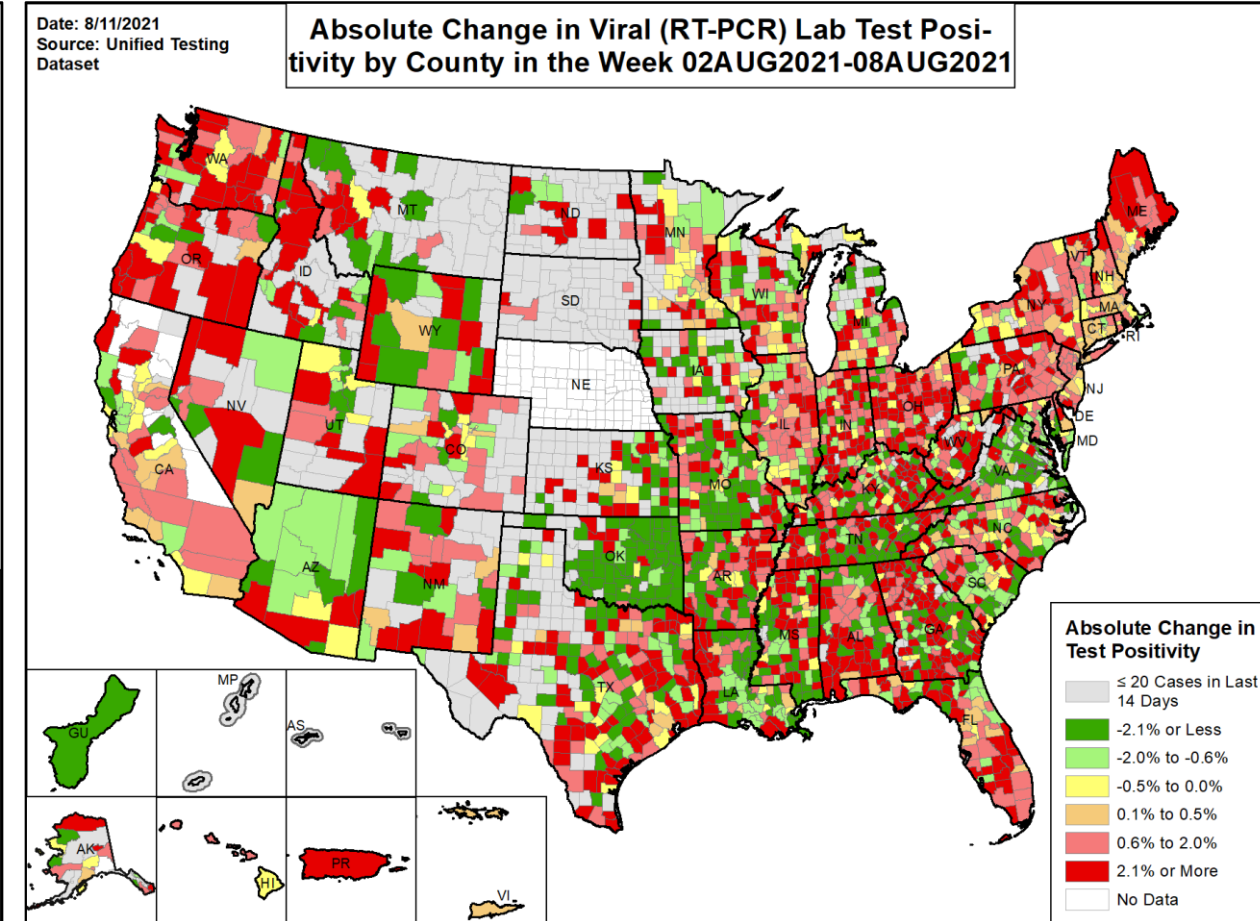 Date: 8/11/2021
Source: Unified Testing
Dataset
Absolute Change in Viral (RT-PCR) Lab Test Posi-
tivity by County in the Week 02AUG2021-08AUG2021
WA
MT
ND
MN
ME
OR
ID
SD
WI
VT
NH
WY
MI
NY
MA
CT
RI
NE
IA
PA
NJ
NV
UT
CO
IL
IN
OH
DE
MD
CA
KS
MO
WV
VA
KY
AZ
NM
OK
AR
TN
NC
SC
MS
AL
GA
TX
LA
FL
GU
MP
AS
AK
HI
PR
VI
Absolute Change in
Test Positivity
≤ 20 Cases in Last
14 Days
-2.1% or Less
-2.0% to -0.6%
-0.5% to 0.0%
0.1% to 0.5%
0.6% to 2.0%
2.1% or More
No Data